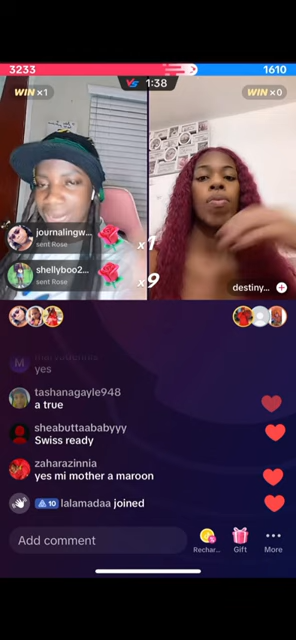 3233
1610
WIN ×1
VS 1:38
WIN ×0
journalingw...
sent Rose
x1
shellyboo2...
sent Rose
x9
destiny...
M
yes
tashanagayle948
a true
sheabuttaababyyy
Swiss ready
zaharazinnia
yes mi mother a maroon
10 lalamadaa joined
Add comment
Rechar...
Gift
More